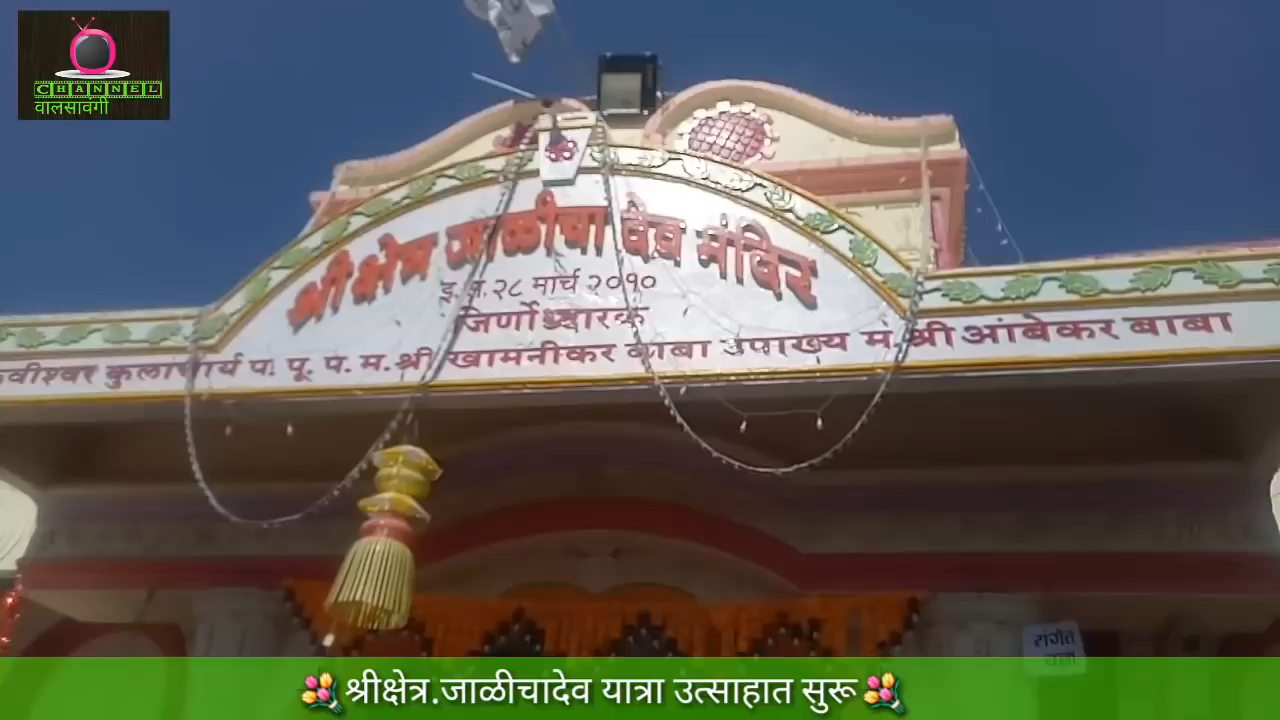 CHANNEL
वालसावंगी
श्री क्षेत्र जाळीचा देव मंदिर
इ.स.२८ मार्च २०१०
जिर्णोध्दारक
कवीश्वर कुलाचार्य प. पू. प. म. श्री खामनीकर बाबा उपाख्य म. श्री आंबेकर बाबा
रांगेत
श्रीक्षेत्र.जाळीचादेव यात्रा उत्साहात सुरू